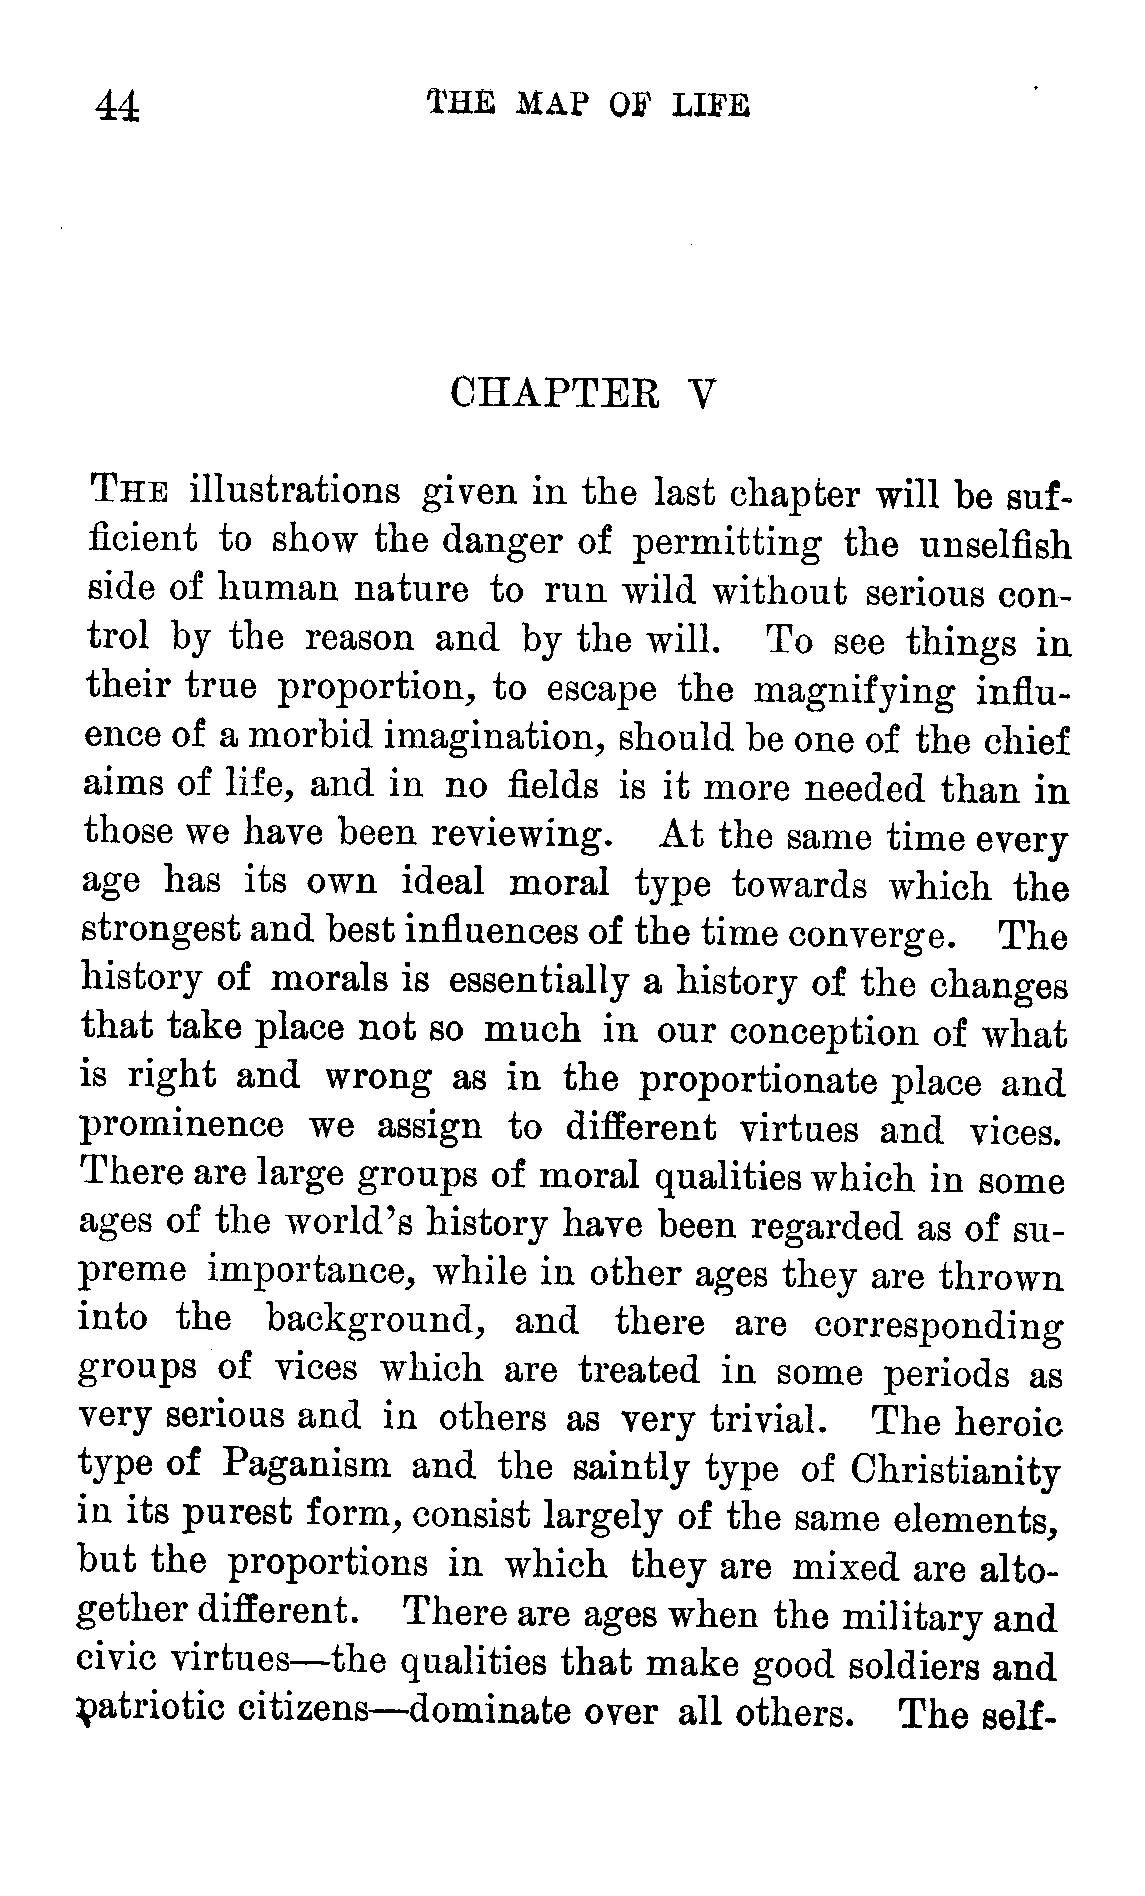 44 THE MAP OF LIFE
CHAPTER V
THE illustrations given in the last chapter will be suf-
ficient to show the danger of permitting the unselfish
side of human nature to run wild without serious con-
trol by the reason and by the will. To see things in
their true proportion, to escape the magnifying influ-
ence of a morbid imagination, should be one of the chief
aims of life, and in no fields is it more needed than in
those we have been reviewing. At the same time every
age has its own ideal moral type towards which the
strongest and best influences of the time converge. The
history of morals is essentially a history of the changes
that take place not so much in our conception of what
is right and wrong as in the proportionate place and
prominence we assign to different virtues and vices.
There are large groups of moral qualities which in some
ages of the world's history have been regarded as of su-
preme importance, while in other ages they are thrown
into the background, and there are corresponding
groups of vices which are treated in some periods as
very serious and in others as very trivial. The heroic
type of Paganism and the saintly type of Christianity
in its purest form, consist largely of the same elements,
but the proportions in which they are mixed are alto-
gether different. There are ages when the military and
civic virtues—the qualities that make good soldiers and
patriotic citizens—dominate over all others. The self-